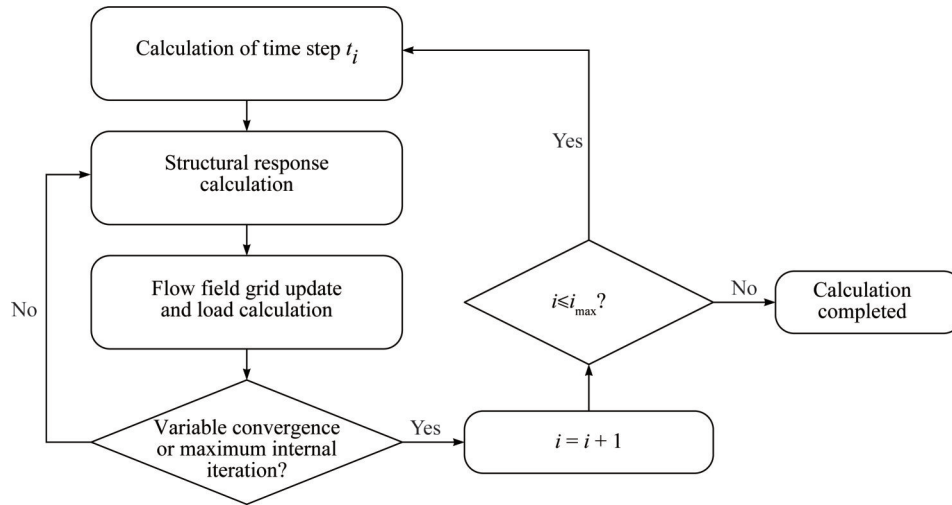 Calculation of time step t_i
Structural response
calculation
Flow field grid update
and load calculation
Variable convergence
or maximum internal
iteration?
No
Yes
i = i + 1
i≤i_max?
Yes
No
Calculation
completed